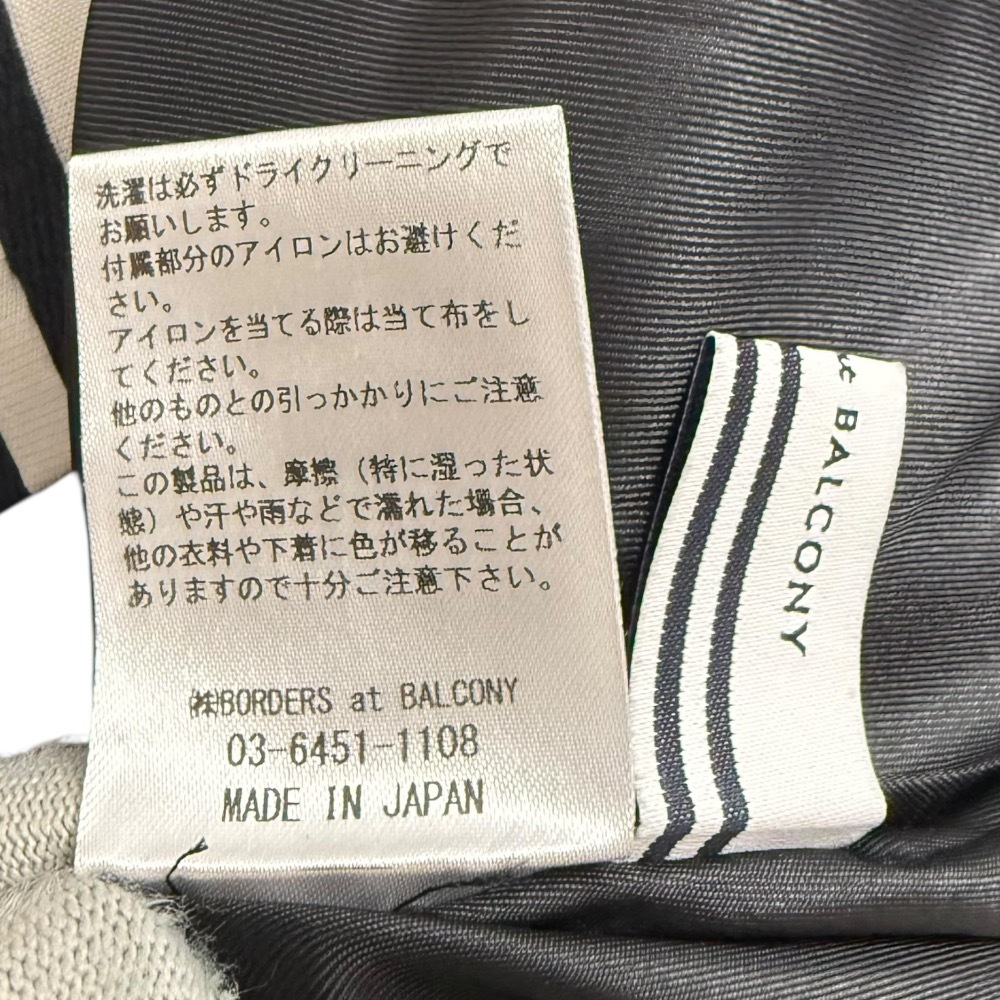 洗濯は必ずドライクリーニングで
お願いします。
付属部分のアイロンはお避けくだ
さい。
アイロンを当てる際は当て布をし
てください。
他のものとの引っかかりにご注意
ください。
この製品は、摩擦（特に湿った状
態）や汗や雨などで濡れた場合、
他の衣料や下着に色が移ることが
ありますので十分ご注意下さい。
㈱BORDERS at BALCONY
03-6451-1108
MADE IN JAPAN
BALCONY